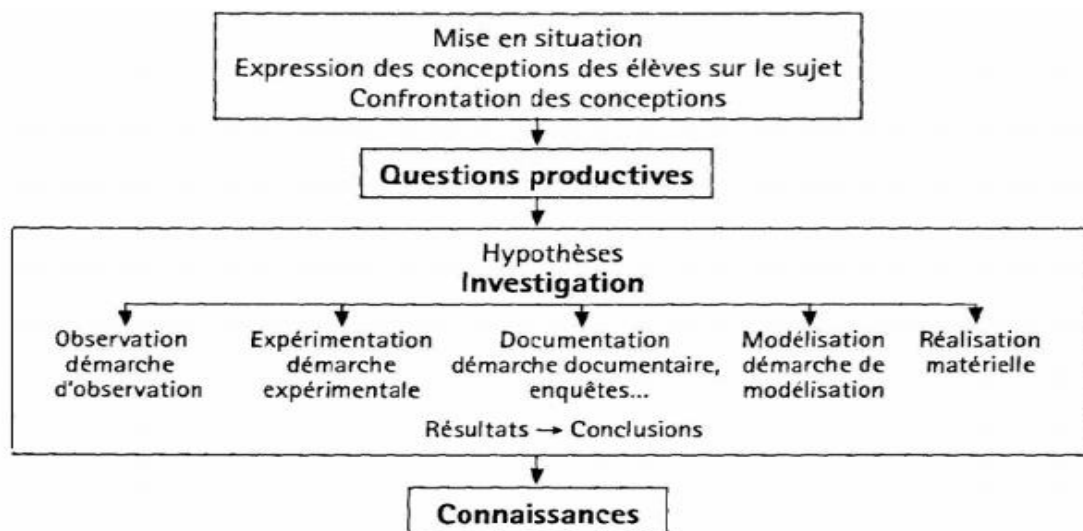 Mise en situation
Expression des conceptions des élèves sur le sujet
Confrontation des conceptions
Questions productives
Hypothèses
Investigation
Observation
démarche
d'observation
Expérimentation
démarche
expérimentale
Documentation
démarche documentaire,
enquêtes...
Modélisation
démarche de
modélisation
Réalisation
matérielle
Résultats → Conclusions
Connaissances